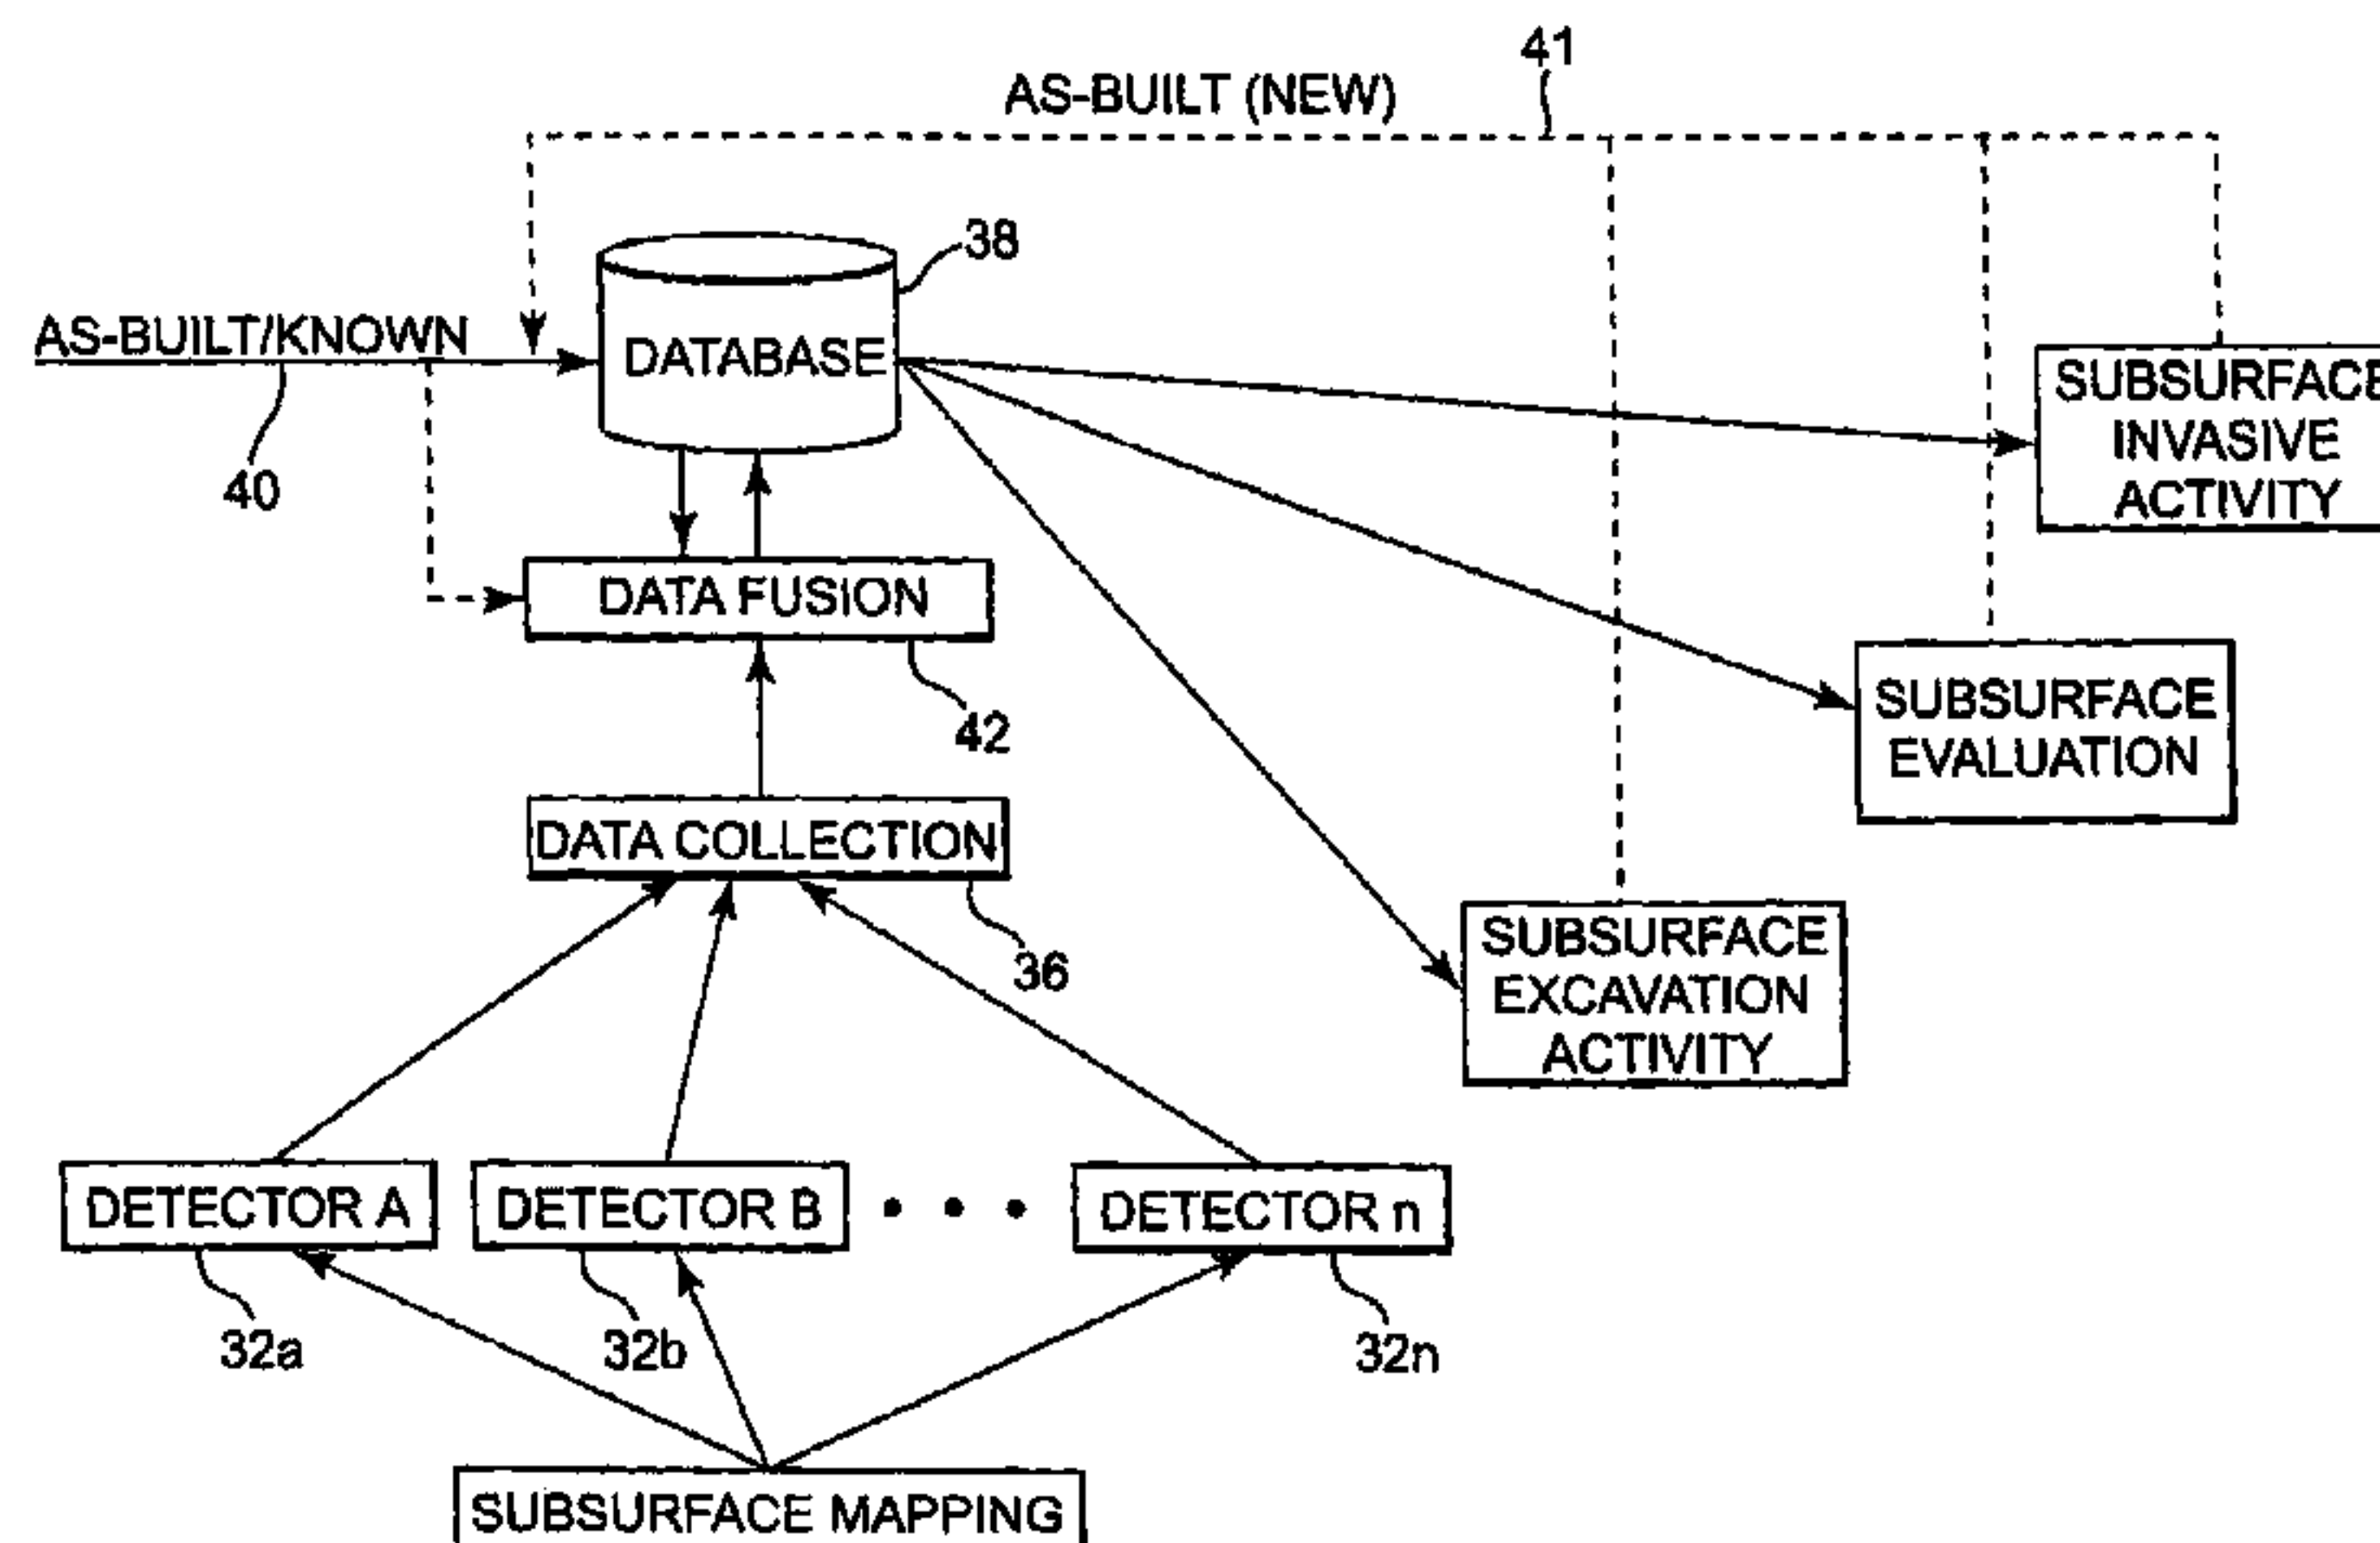 41
AS-BUILT (NEW)
38
AS-BUILT/KNOWN
DATABASE
40
SUBSURFACE
INVASIVE
ACTIVITY
DATA FUSION
42
SUBSURFACE
EVALUATION
DATA COLLECTION
36
SUBSURFACE
EXCAVATION
ACTIVITY
DETECTOR A
DETECTOR B
DETECTOR n
32a
32b
32n
SUBSURFACE MAPPING